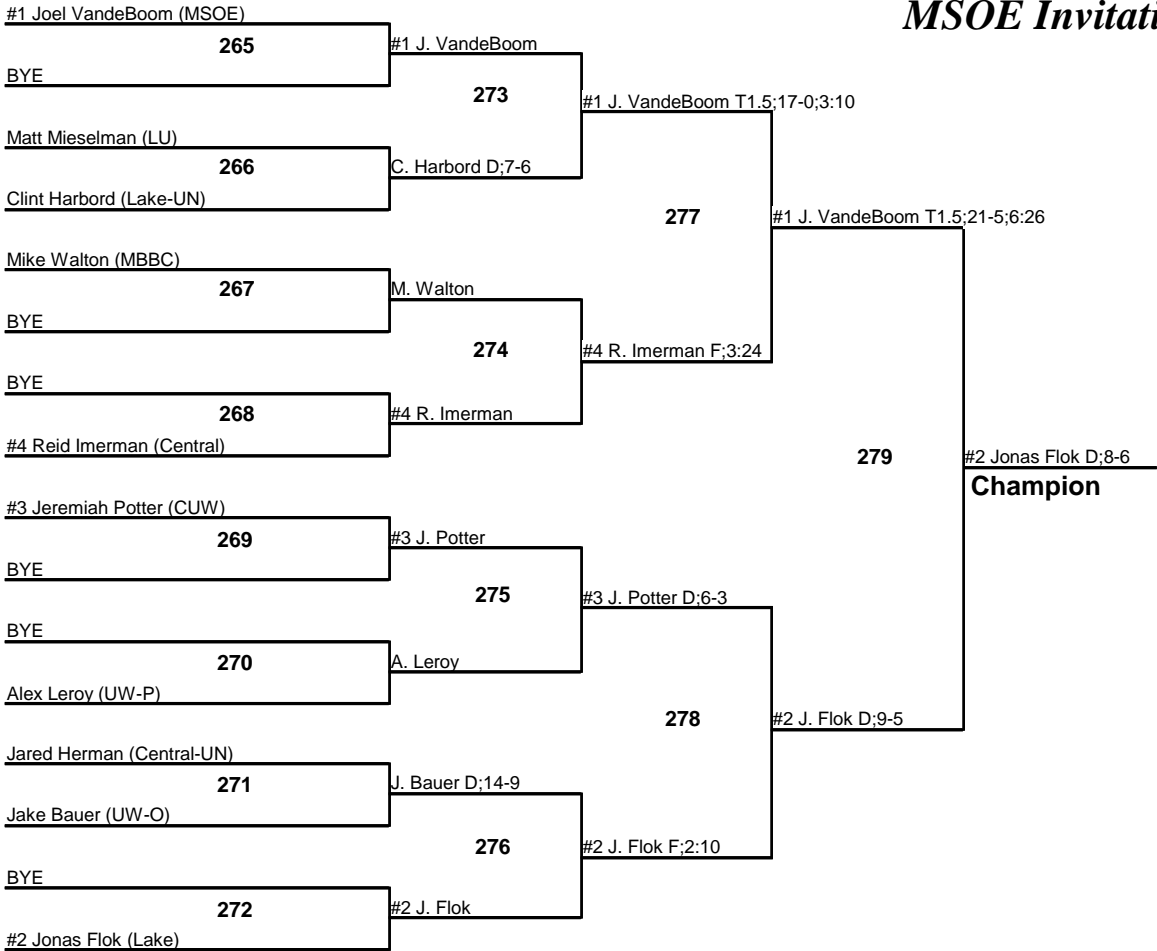 #1 Joel VandeBoom (MSOE)
MSOE Invitati
265
#1 J. VandeBoom
BYE
273
#1 J. VandeBoom T1.5;17-0;3:10
Matt Mieselman (LU)
266
C. Harbord D;7-6
Clint Harbord (Lake-UN)
277
#1 J. VandeBoom T1.5;21-5;6:26
Mike Walton (MBBC)
267
M. Walton
BYE
274
#4 R. Imerman F;3:24
BYE
268
#4 R. Imerman
#4 Reid Imerman (Central)
279
#2 Jonas Flok D;8-6
Champion
#3 Jeremiah Potter (CUW)
269
#3 J. Potter
BYE
275
#3 J. Potter D;6-3
BYE
270
A. Leroy
Alex Leroy (UW-P)
278
#2 J. Flok D;9-5
Jared Herman (Central-UN)
271
J. Bauer D;14-9
Jake Bauer (UW-O)
276
#2 J. Flok F;2:10
BYE
272
#2 J. Flok
#2 Jonas Flok (Lake)